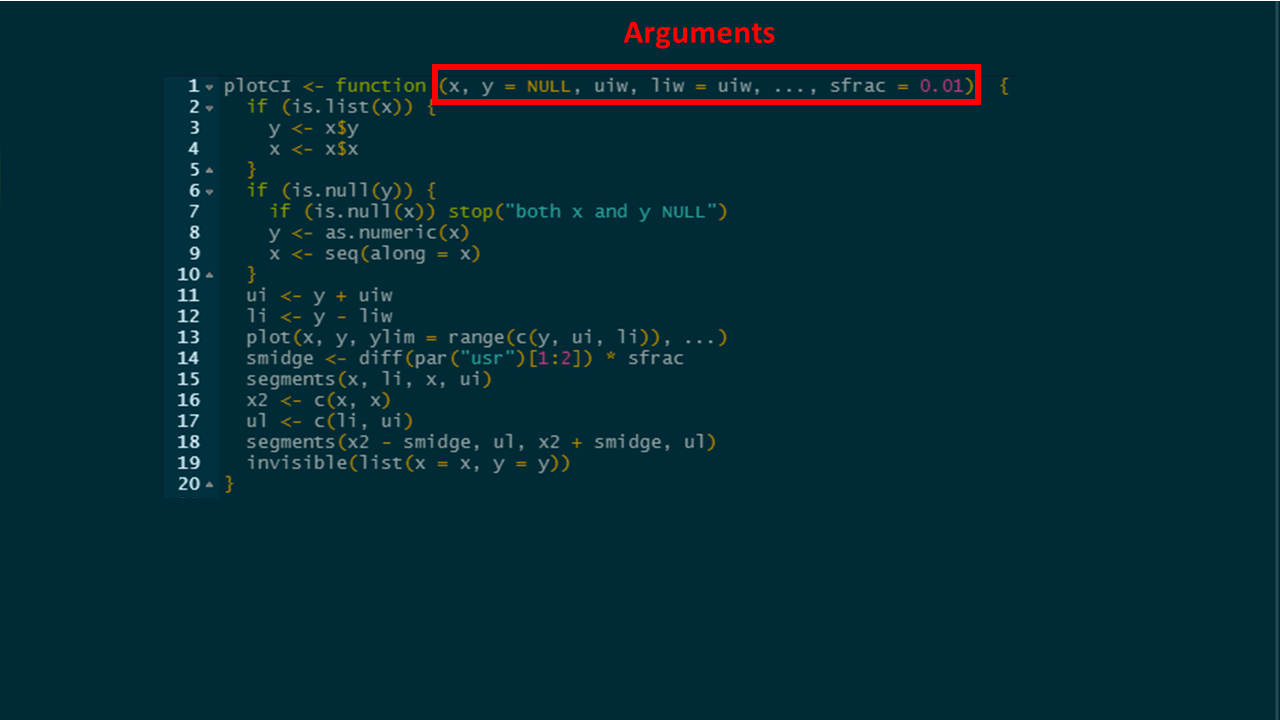 Arguments
1 plotCI <- function (x, y = NULL, uiw, liw = uiw, ..., sfrac = 0.01) {
2 if (is.list(x)) {
3 y <- x$y
4 x <- x$x
5 }
6 if (is.null(y)) {
7 if (is.null(x)) stop("both x and y NULL")
8 y <- as.numeric(x)
9 x <- seq(along = x)
10 }
11 ui <- y + uiw
12 li <- y - liw
13 plot(x, y, ylim = range(c(y, ui, li)), ...)
14 smidge <- diff(par("usr")[1:2]) * sfrac
15 segments(x, li, x, ui)
16 x2 <- c(x, x)
17 ul <- c(li, ui)
18 segments(x2 - smidge, ul, x2 + smidge, ul)
19 invisible(list(x = x, y = y))
20 }